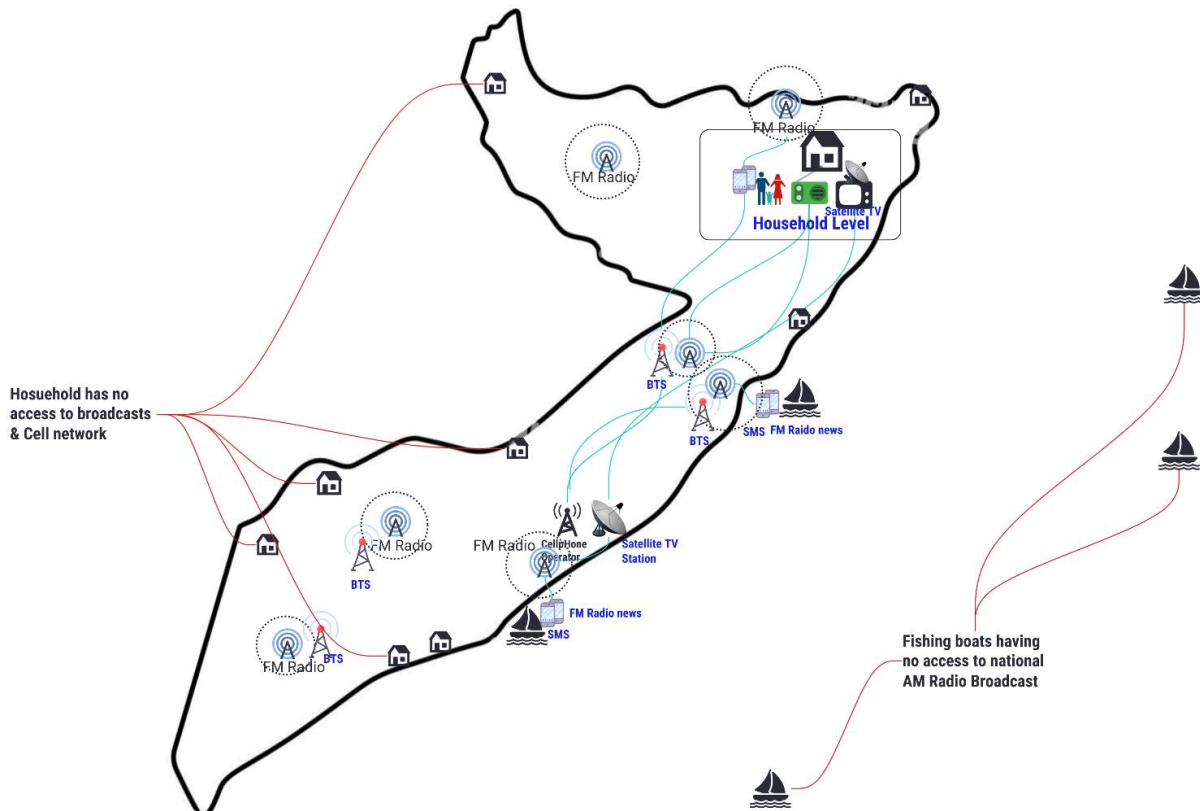 FM Radio
FM Radio
Satellite TV
Household Level
BTS
Hosuehold has no
access to broadcasts
& Cell network
BTS
SMS
FM Raido news
FM Radio
BTS
FM Radio
CellpHone
Operator
Satellite TV
Station
FM Radio news
SMS
FM Radio
BTS
Fishing boats having
no access to national
AM Radio Broadcast